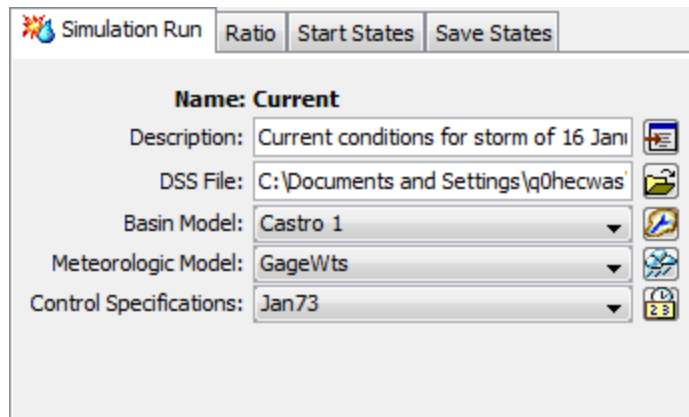 Simulation Run Ratio Start States Save States
Name: Current
Description: Current conditions for storm of 16
DSS File: C:\Documents and Settings\q0hecwas
Basin Model: Castro 1
Meteorologic Model: GageWts
Control Specifications: Jan73